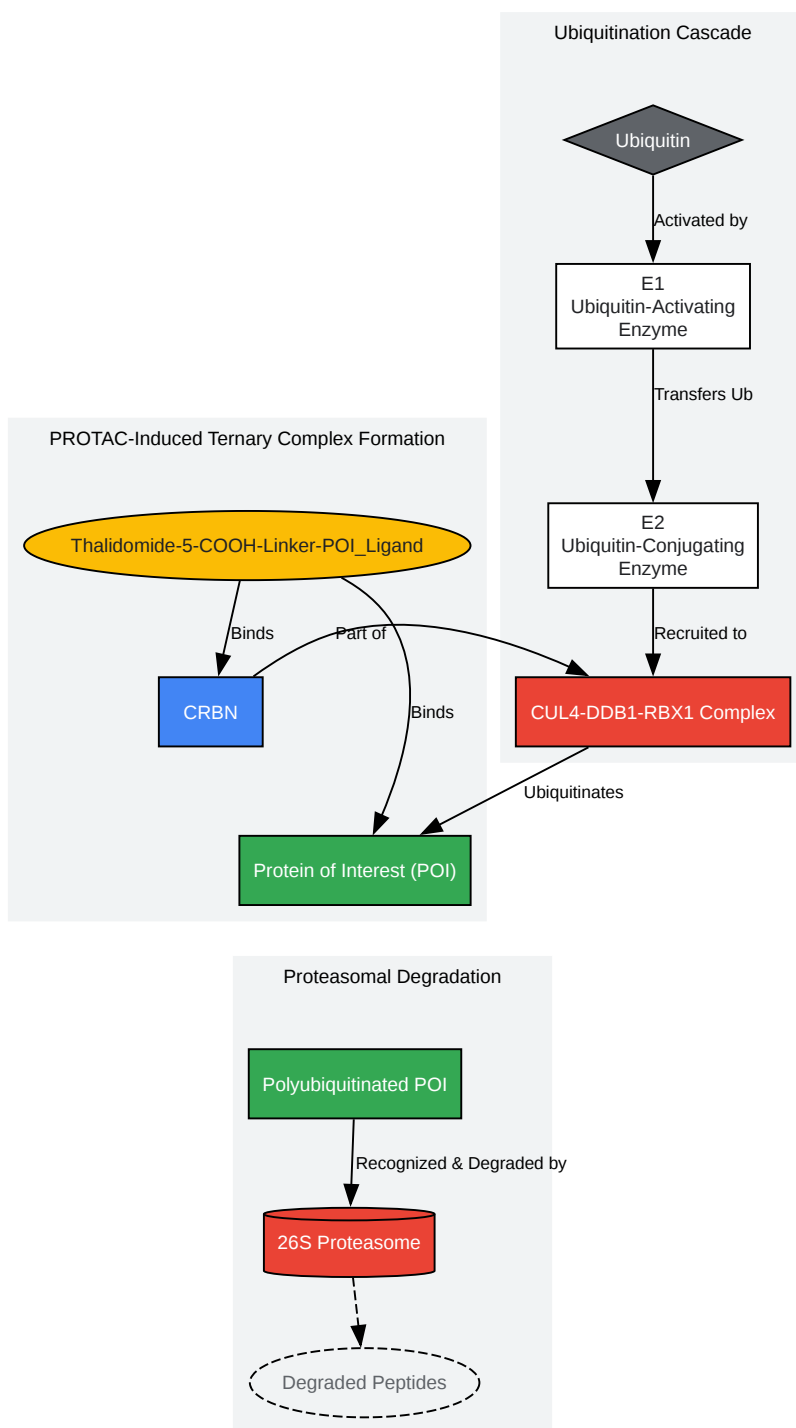 Ubiquitination Cascade
Ubiquitin
Activated by
E1
Ubiquitin-Activating
Enzyme
Transfers Ub
PROTAC-Induced Ternary Complex Formation
E2
Ubiquitin-Conjugating
Enzyme
Thalidomide-5-COOH-Linker-POI_Ligand
Binds
Part of
Recruited to
CRBN
Binds
CUL4-DDB1-RBX1 Complex
Ubiquitinates
Protein of Interest (POI)
Proteasomal Degradation
Polyubiquitinated POI
Recognized & Degraded by
26S Proteasome
Degraded Peptides